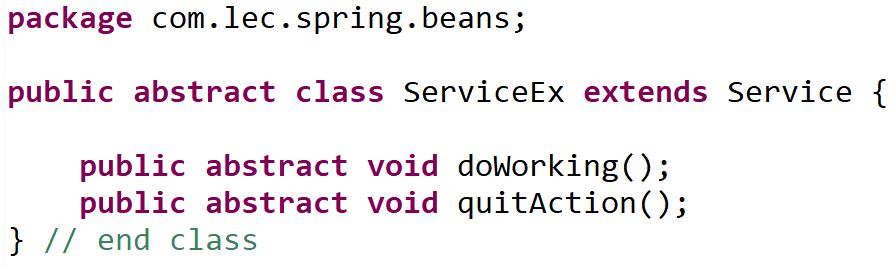 package com.lec.spring.beans;
public abstract class ServiceEx extends Service {
public abstract void doWorking();
public abstract void quitAction();
} // end class